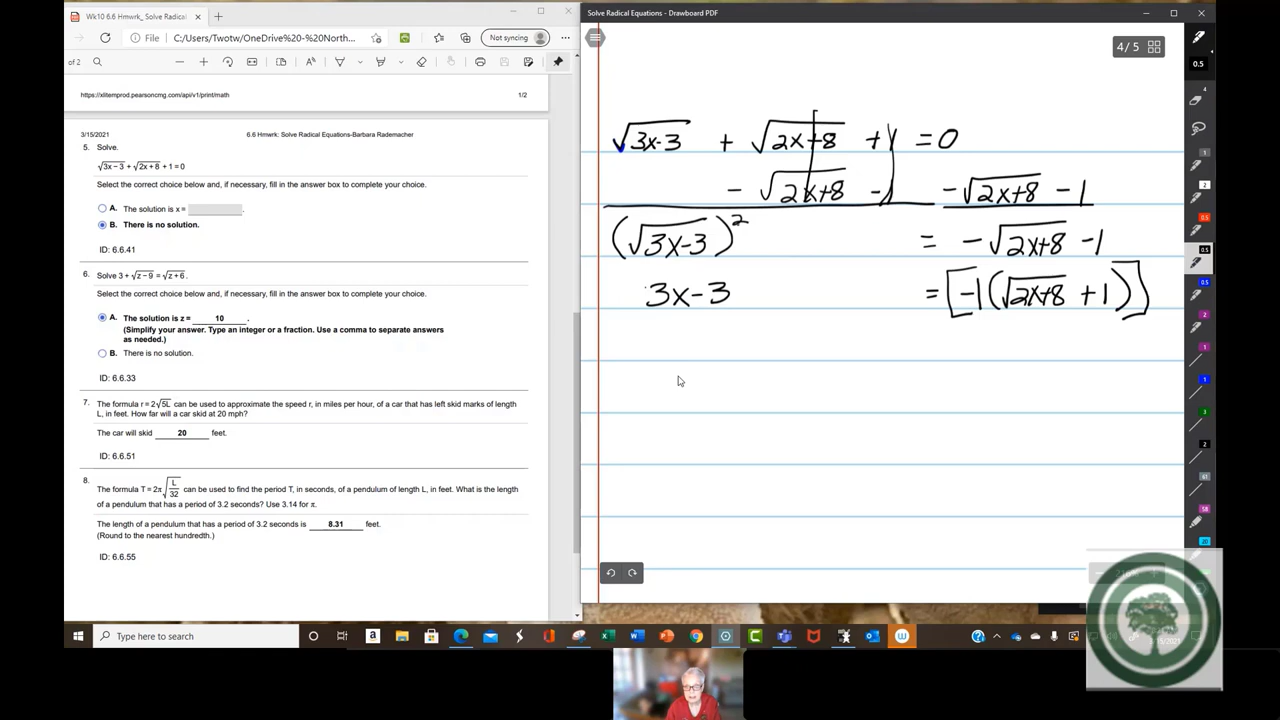 Wk10 6.6 Hmwrk_ Solve Radical
File C:/Users/Twotw/OneDrive%20-%20North... Not syncing
of 2
https://xlitemprod.pearsoncmg.com/api/v1/print/math 1/2
3/15/2021 6.6 Hmwrk: Solve Radical Equations-Barbara Rademacher
5. Solve.
√3x−3 + √2x+8 + 1 = 0
Select the correct choice below and, if necessary, fill in the answer box to complete your choice.
A. The solution is x = .
B. There is no solution.
ID: 6.6.41
6. Solve 3 + √z−9 = √z+6.
Select the correct choice below and, if necessary, fill in the answer box to complete your choice.
A. The solution is z = 10 .
(Simplify your answer. Type an integer or a fraction. Use a comma to separate answers
as needed.)
B. There is no solution.
ID: 6.6.33
7. The formula r = 2√5L can be used to approximate the speed r, in miles per hour, of a car that has left skid marks of length
L, in feet. How far will a car skid at 20 mph?
The car will skid 20 feet.
ID: 6.6.51
8. The formula T = 2π√L/32 can be used to find the period T, in seconds, of a pendulum of length L, in feet. What is the length
of a pendulum that has a period of 3.2 seconds? Use 3.14 for π.
The length of a pendulum that has a period of 3.2 seconds is 8.31 feet.
(Round to the nearest hundredth.)
ID: 6.6.55
Solve Radical Equations - Drawboard PDF
4/5
0.5
√3x-3 + √2x+8 + 1 = 0
- √2x+8 - 1 -√2x+8 - 1
(√3x-3)² = -√2x+8 -1
3x-3 = [-1(√2x+8 + 1)]
Type here to search